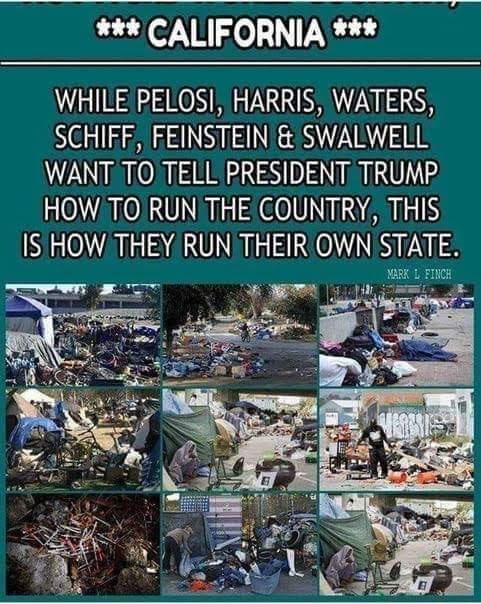 *** CALIFORNIA ***
WHILE PELOSI, HARRIS, WATERS,
SCHIFF, FEINSTEIN & SWALWELL
WANT TO TELL PRESIDENT TRUMP
HOW TO RUN THE COUNTRY, THIS
IS HOW THEY RUN THEIR OWN STATE.
MARK L FINCH